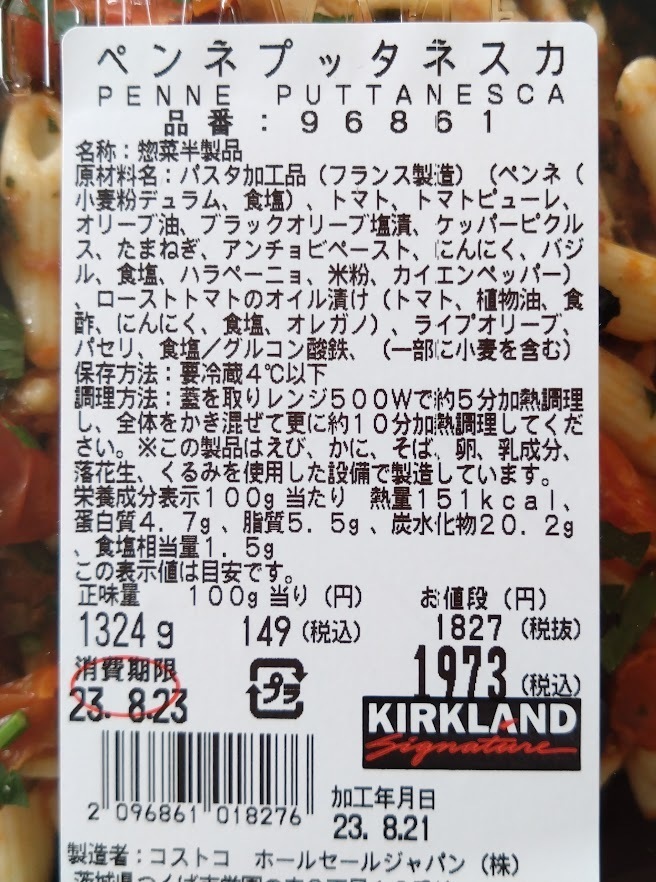 ペンネプッタネスカ
PENNE PUTTANESCA
品番:96861
名称:惣菜半製品
原材料名:パスタ加工品(フランス製造)(ペンネ(
小麦粉デュラム、食塩)、トマト、トマトピューレ、
オリーブ油、ブラックオリーブ塩漬、ケッパーピクル
ス、たまねぎ、アンチョビペースト、にんにく、バジ
ル、食塩、ハラペーニョ、米粉、カイエンペッパー)
、ローストトマトのオイル漬け(トマト、植物油、食
酢、にんにく、食塩、オレガノ)、ライプオリーブ、
パセリ、食塩/グルコン酸鉄、(一部に小麦を含む)
保存方法:要冷蔵4℃以下
調理方法:蓋を取りレンジ500Wで約5分加熱調理
し、全体をかき混ぜて更に約10分加熱調理してくだ
さい。※この製品はえび、かに、そば、卵、乳成分、
落花生、くるみを使用した設備で製造しています。
栄養成分表示100g当たり 熱量151kcal、
蛋白質4.7g、脂質5.5g、炭水化物20.2g
、食塩相当量1.5g
この表示値は目安です。
正味量 100g当り(円) お値段(円)
1324g 149(税込) 1827(税抜)
消費期限 プラ 1973(税込)
23. 8.23
KIRKLAND
Signature
2 096861 018276
加工年月日
23. 8.21
製造者:コストコ ホールセールジャパン(株)